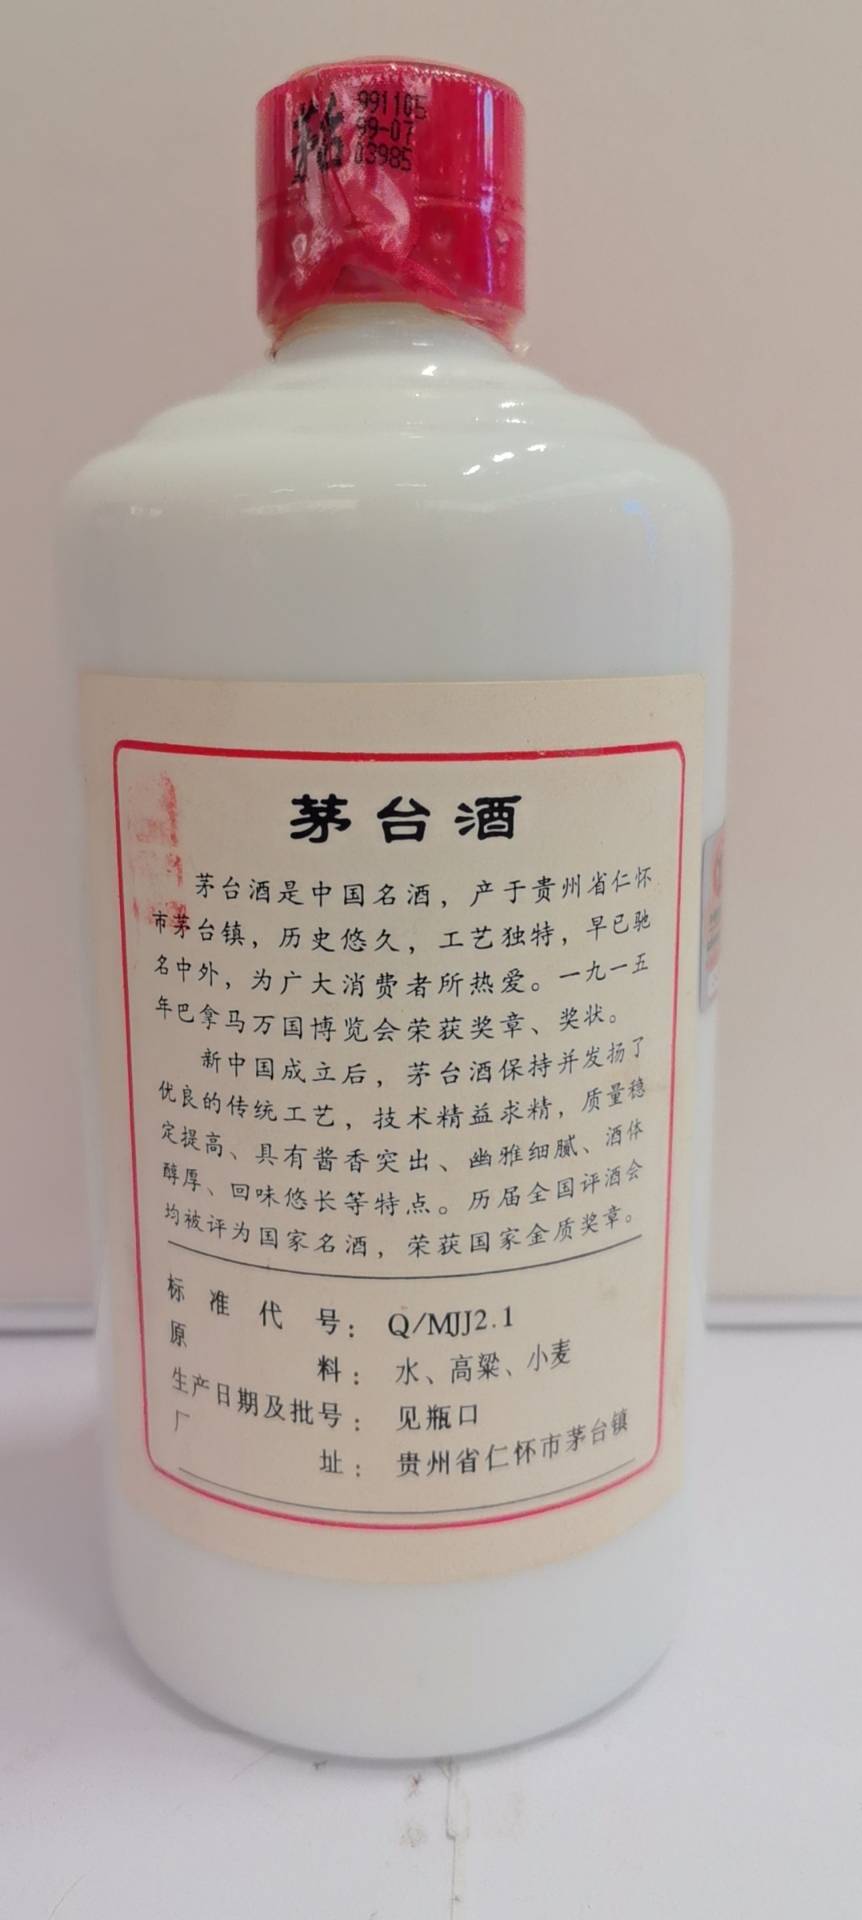 茅台
991105
99-07
03985
茅台酒
茅台酒是中国名酒，产于贵州省仁怀
市茅台镇，历史悠久，工艺独特，早已驰
名中外，为广大消费者所热爱。一九一五
年巴拿马万国博览会荣获奖章、奖状。
新中国成立后，茅台酒保持并发扬了
优良的传统工艺，技术精益求精，质量稳
定提高、具有酱香突出、幽雅细腻、酒体
醇厚、回味悠长等特点。历届全国评酒会
均被评为国家名酒，荣获国家金质奖章。
标准代号：Q/MJJ2.1
原料：水、高粱、小麦
生产日期及批号：见瓶口
厂址：贵州省仁怀市茅台镇